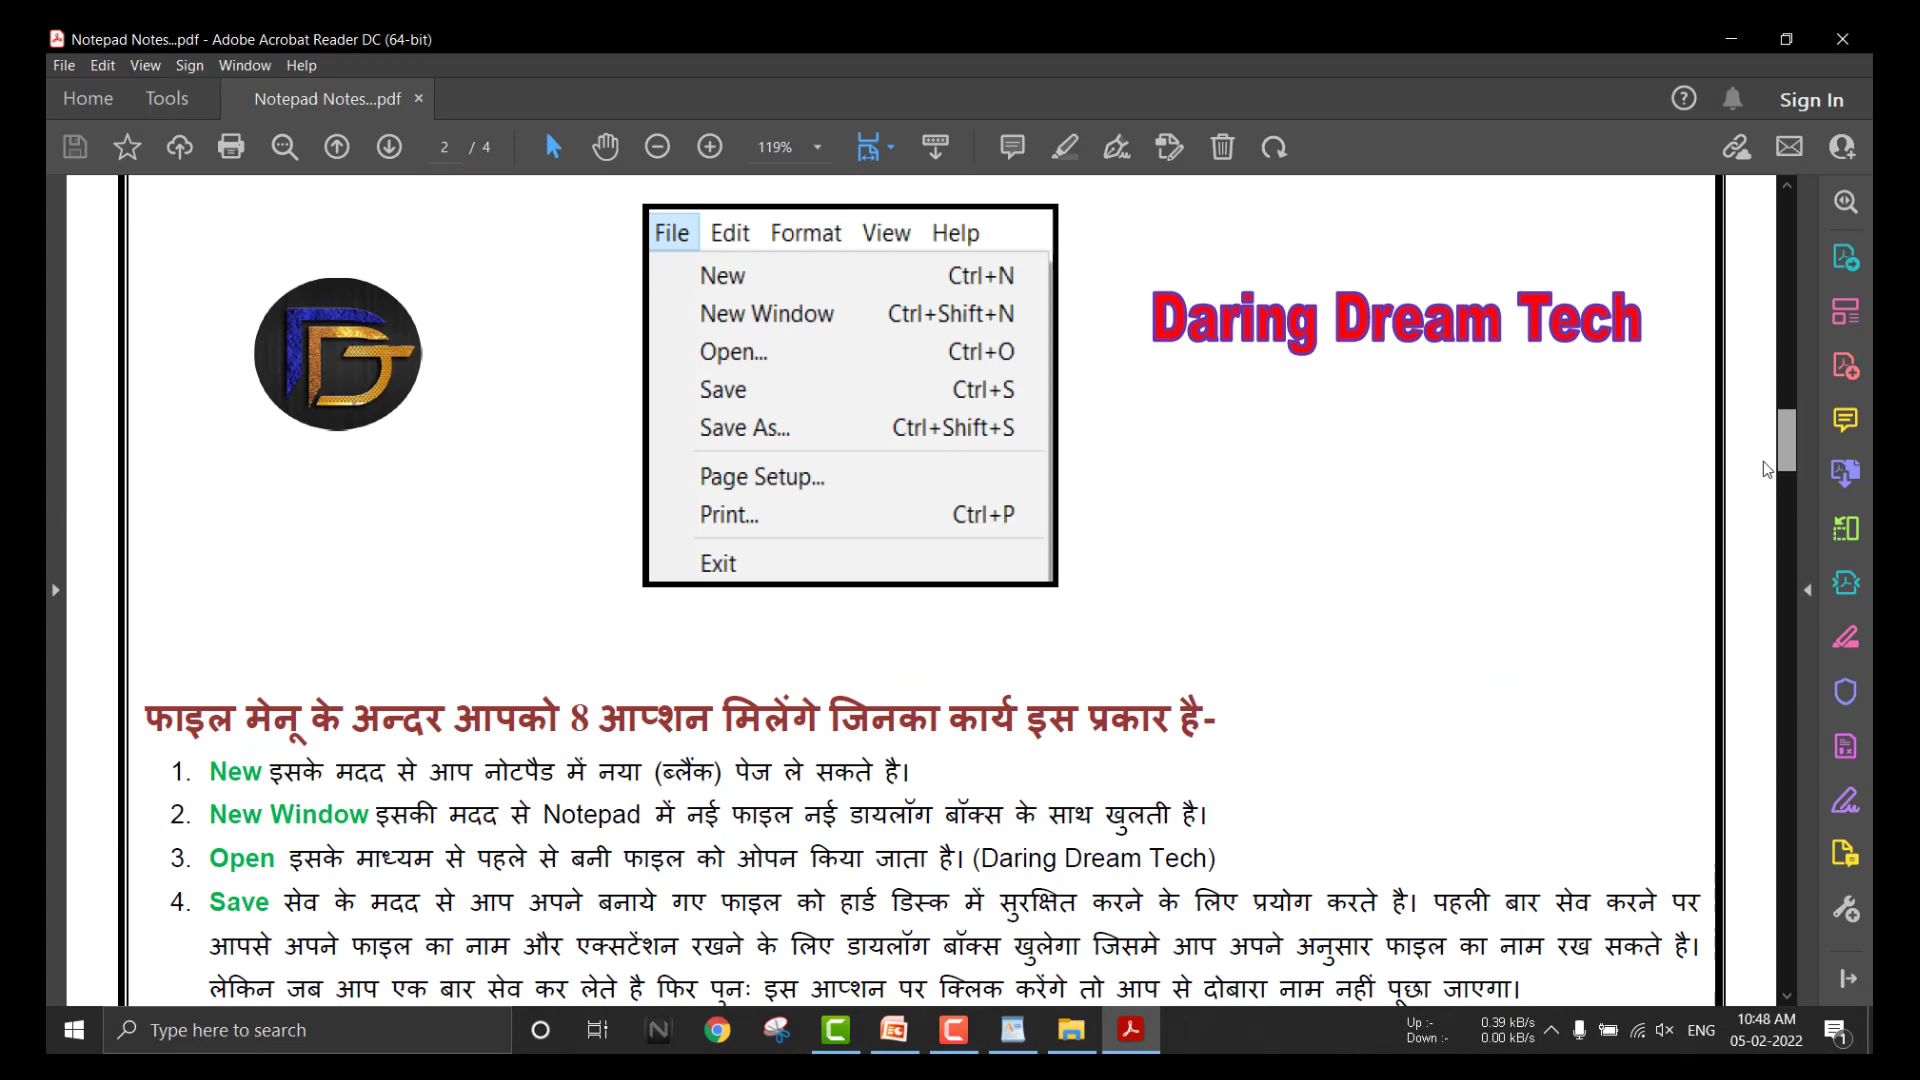 Notepad Notes...pdf - Adobe Acrobat Reader DC (64-bit)
File Edit View Sign Window Help
Home Tools Notepad Notes...pdf × Sign In
2 / 4 119%
File Edit Format View Help
New Ctrl+N
New Window Ctrl+Shift+N
Open... Ctrl+O
Save Ctrl+S
Save As... Ctrl+Shift+S
Page Setup...
Print... Ctrl+P
Exit
Daring Dream Tech
फाइल मेनू के अन्दर आपको 8 आप्शन मिलेंगे जिनका कार्य इस प्रकार है-
1. New इसके मदद से आप नोटपैड में नया (ब्लैंक) पेज ले सकते है।
2. New Window इसकी मदद से Notepad में नई फाइल नई डायलॉग बॉक्स के साथ खुलती है।
3. Open इसके माध्यम से पहले से बनी फाइल को ओपन किया जाता है। (Daring Dream Tech)
4. Save सेव के मदद से आप अपने बनाये गए फाइल को हार्ड डिस्क में सुरक्षित करने के लिए प्रयोग करते है। पहली बार सेव करने पर
आपसे अपने फाइल का नाम और एक्सटेंशन रखने के लिए डायलॉग बॉक्स खुलेगा जिसमे आप अपने अनुसार फाइल का नाम रख सकते है।
लेकिन जब आप एक बार सेव कर लेते है फिर पुनः इस आप्शन पर क्लिक करेंगे तो आप से दोबारा नाम नहीं पूछा जाएगा।
Type here to search
Up :- 0.39 kB/s
Down :- 0.00 kB/s
ENG
10:48 AM
05-02-2022
1